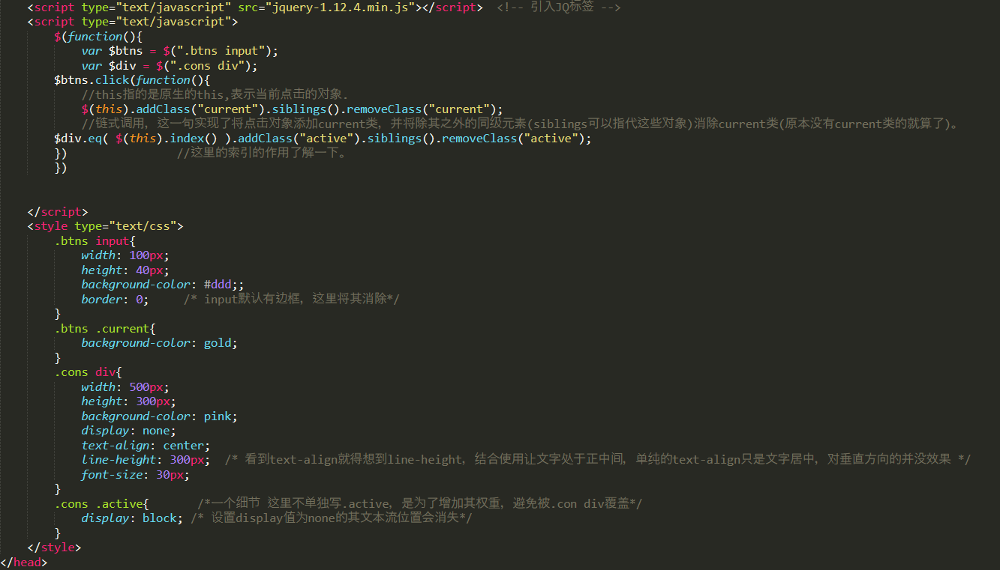 <script type="text/javascript" src="jquery-1.12.4.min.js"></script>  <!-- 引入JQ标签 -->
<script type="text/javascript">
$(function(){
var $btns = $(".btns input");
var $div = $(".cons div");
$btns.click(function(){
//this指的是原生的this,表示当前点击的对象.
$(this).addClass("current").siblings().removeClass("current");
//链式调用，这一句实现了将点击对象添加current类，并将除其之外的同级元素(siblings可以指代这些对象)消除current类(原本没有current类的就算了)。
$div.eq( $(this).index() ).addClass("active").siblings().removeClass("active");
})                //这里的索引的作用了解一下。
})
</script>
<style type="text/css">
.btns input{
width: 100px;
height: 40px;
background-color: #ddd;;
border: 0;     /* input默认有边框，这里将其消除*/
}
.btns .current{
background-color: gold;
}
.cons div{
width: 500px;
height: 300px;
background-color: pink;
display: none;
text-align: center;
line-height: 300px;  /* 看到text-align就得想到line-height，结合使用让文字处于正中间，单纯的text-align只是文字居中，对垂直方向的并没效果 */
font-size: 30px;
}
.cons .active{       /*一个细节 这里不单独写.active，是为了增加其权重，避免被.con div覆盖*/
display: block; /* 设置display值为none的其文本流位置会消失*/
}
</style>
</head>